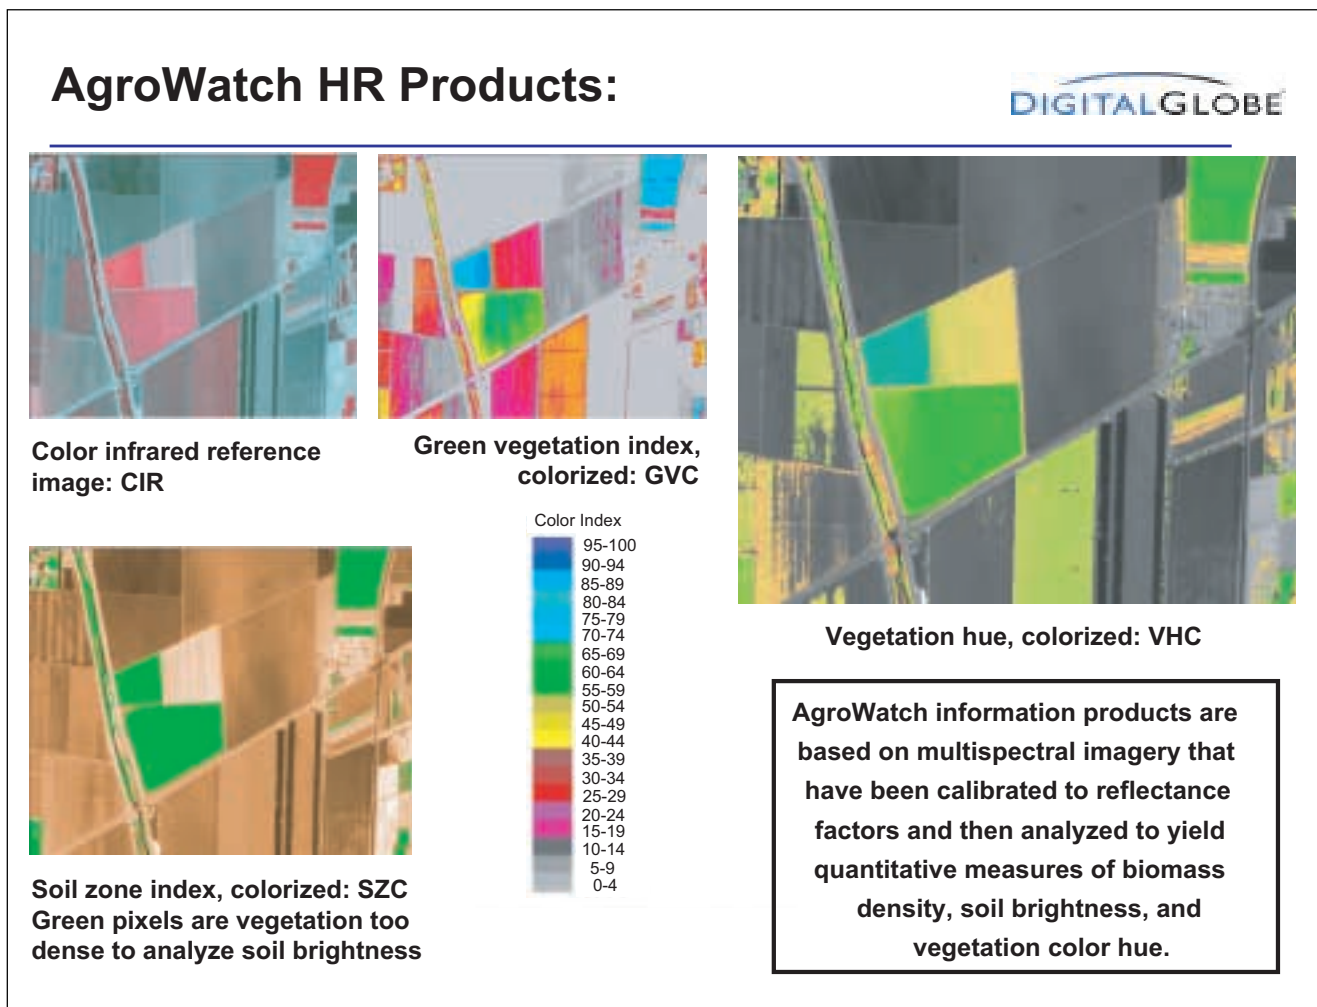 AgroWatch HR Products:
DIGITALGLOBE
Color infrared reference
image: CIR
Green vegetation index,
colorized: GVC
Color Index
95-100
90-94
85-89
80-84
75-79
70-74
65-69
60-64
55-59
50-54
45-49
40-44
35-39
30-34
25-29
20-24
15-19
10-14
5-9
0-4
Soil zone index, colorized: SZC
Green pixels are vegetation too
dense to analyze soil brightness
Vegetation hue, colorized: VHC
AgroWatch information products are
based on multispectral imagery that
have been calibrated to reflectance
factors and then analyzed to yield
quantitative measures of biomass
density, soil brightness, and
vegetation color hue.